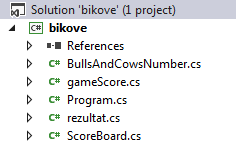 Solution 'bikove' (1 project)
bikove
References
BullsAndCowsNumber.cs
gameScore.cs
Program.cs
rezultat.cs
ScoreBoard.cs